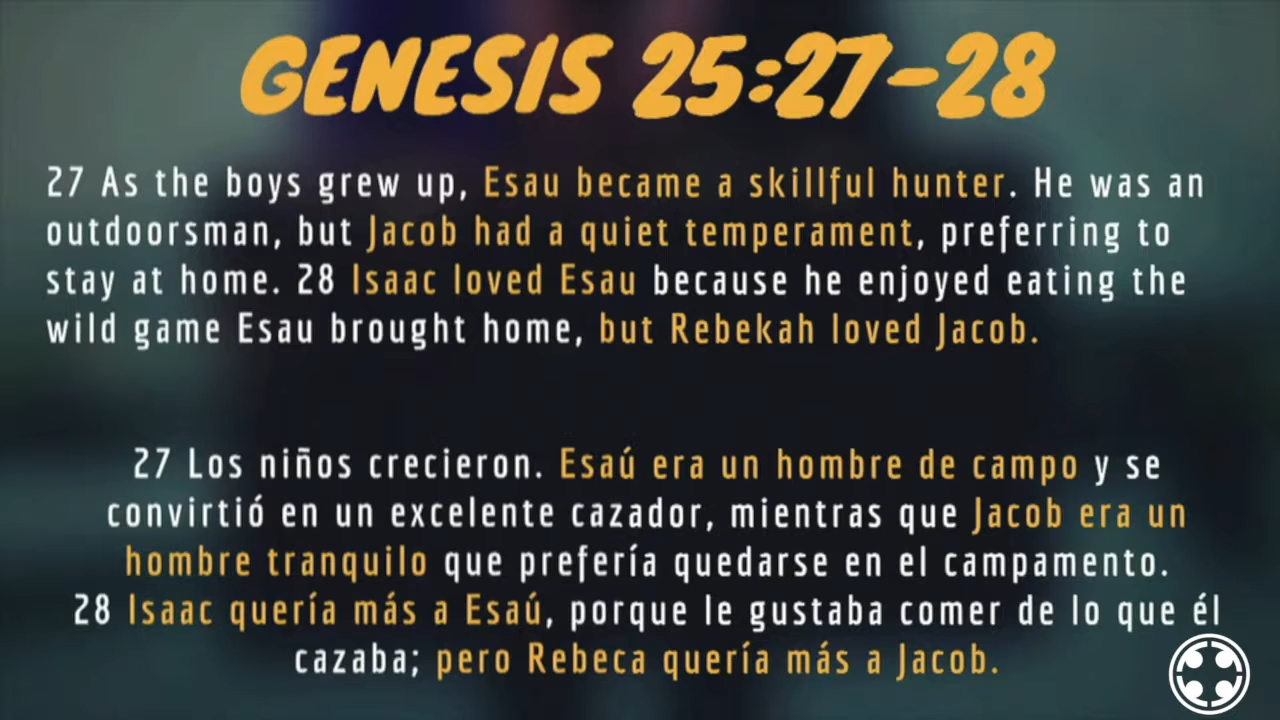 GENESIS 25:27-28
27 As the boys grew up, Esau became a skillful hunter. He was an
outdoorsman, but Jacob had a quiet temperament, preferring to
stay at home. 28 Isaac loved Esau because he enjoyed eating the
wild game Esau brought home, but Rebekah loved Jacob.
27 Los niños crecieron. Esaú era un hombre de campo y se
convirtió en un excelente cazador, mientras que Jacob era un
hombre tranquilo que prefería quedarse en el campamento.
28 Isaac quería más a Esaú, porque le gustaba comer de lo que él
cazaba; pero Rebeca quería más a Jacob.